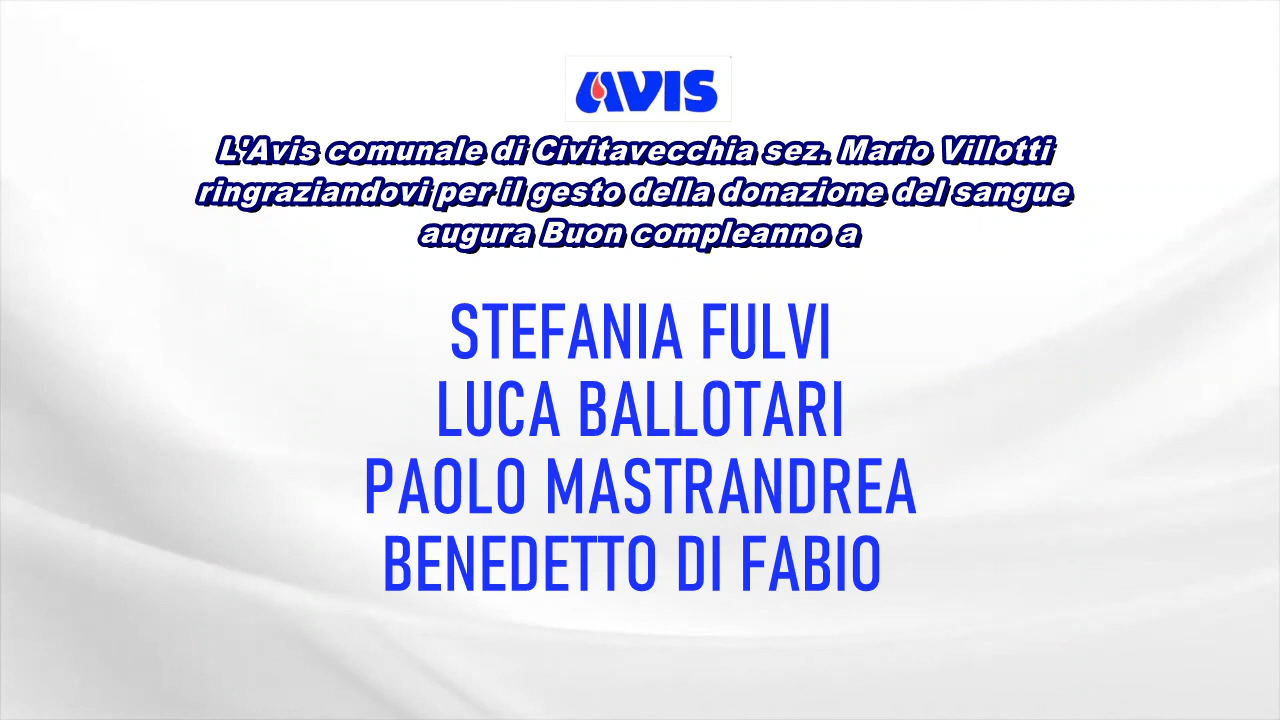 AVIS
L'Avis comunale di Civitavecchia sez. Mario Villotti
ringraziandovi per il gesto della donazione del sangue
augura Buon compleanno a
STEFANIA FULVI
LUCA BALLOTARI
PAOLO MASTRANDREA
BENEDETTO DI FABIO